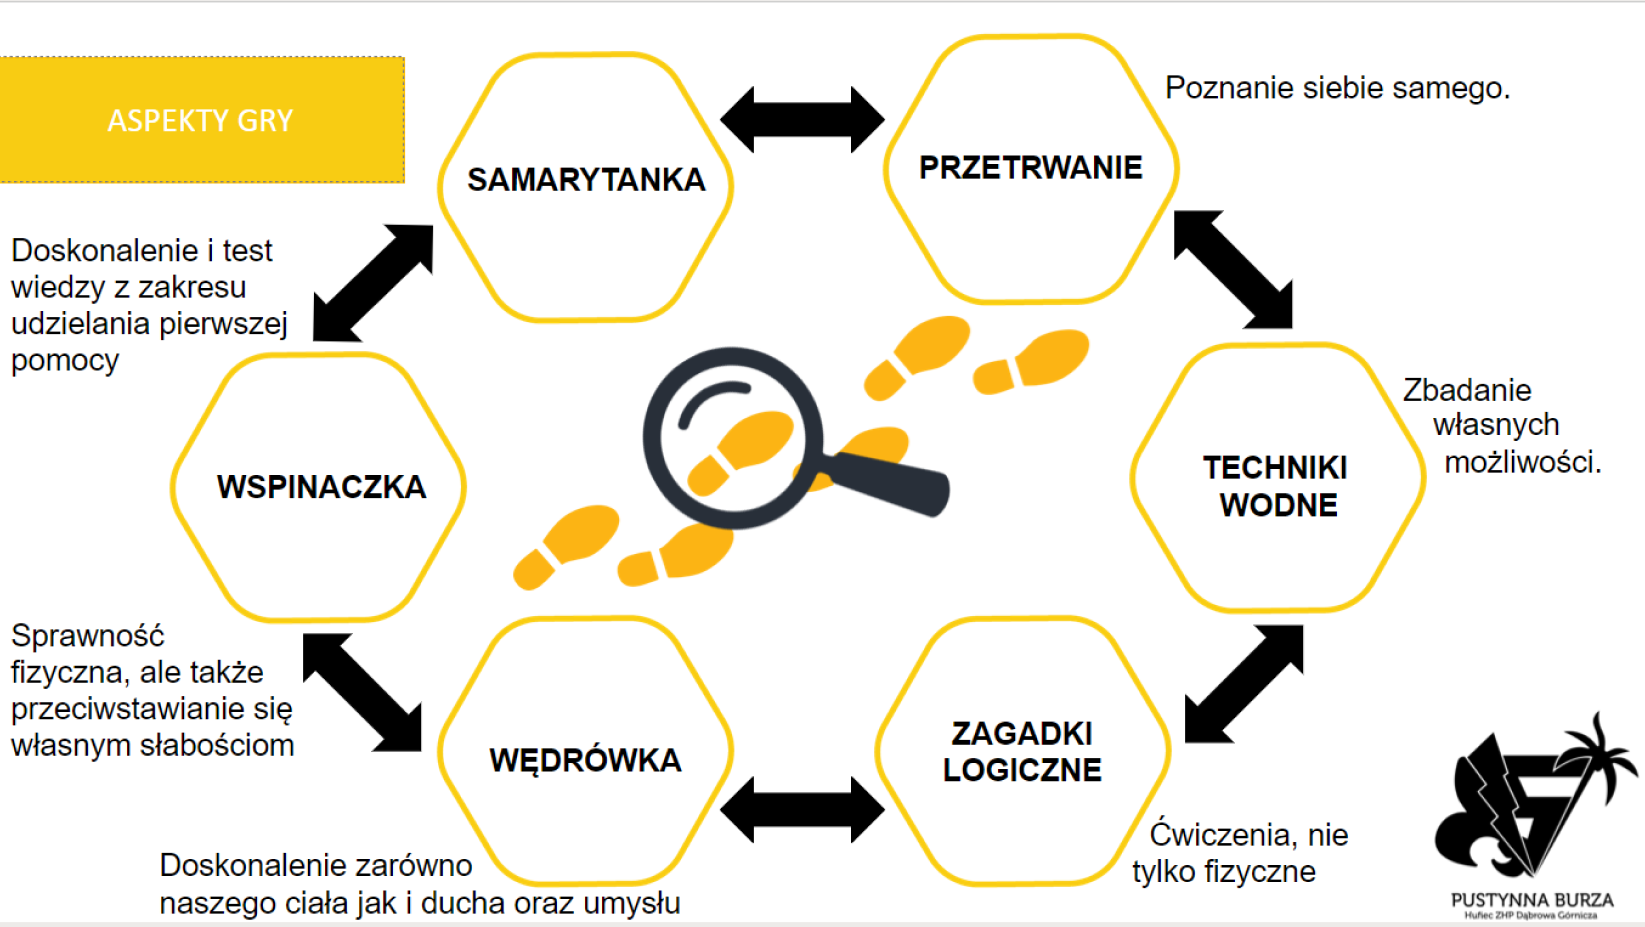 ASPEKTY GRY
SAMARYTANKA
PRZETRWANIE
Poznanie siebie samego.
Doskonalenie i test
wiedzy z zakresu
udzielania pierwszej
pomocy
WSPINACZKA
TECHNIKI
WODNE
Zbadanie
własnych
możliwości.
Sprawność
fizyczna, ale także
przeciwstawianie się
własnym słabościom
WĘDRÓWKA
ZAGADKI
LOGICZNE
Doskonalenie zarówno
naszego ciała jak i ducha oraz umysłu
Ćwiczenia, nie
tylko fizyczne
PUSTYNNA BURZA
Hufiec ZHP Dąbrowa Górnicza